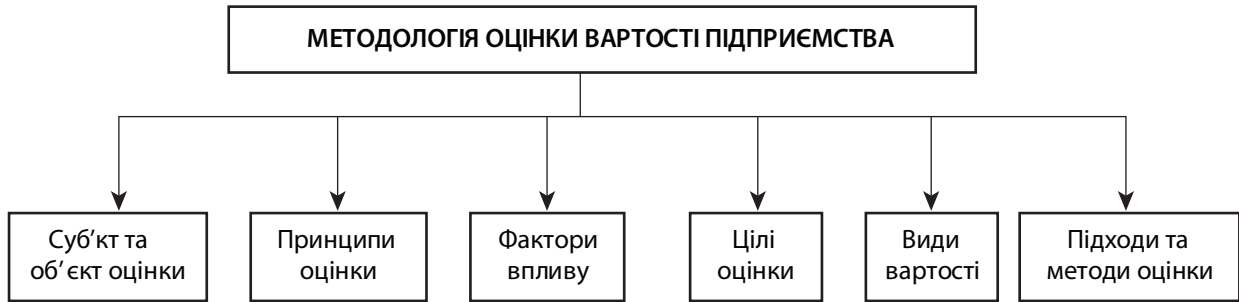 МЕТОДОЛОГІЯ ОЦІНКИ ВАРТОСТІ ПІДПРИЄМСТВА
Суб’кт та
об’єкт оцінки
Принципи
оцінки
Фактори
впливу
Цілі
оцінки
Види
вартості
Підходи та
методи оцінки